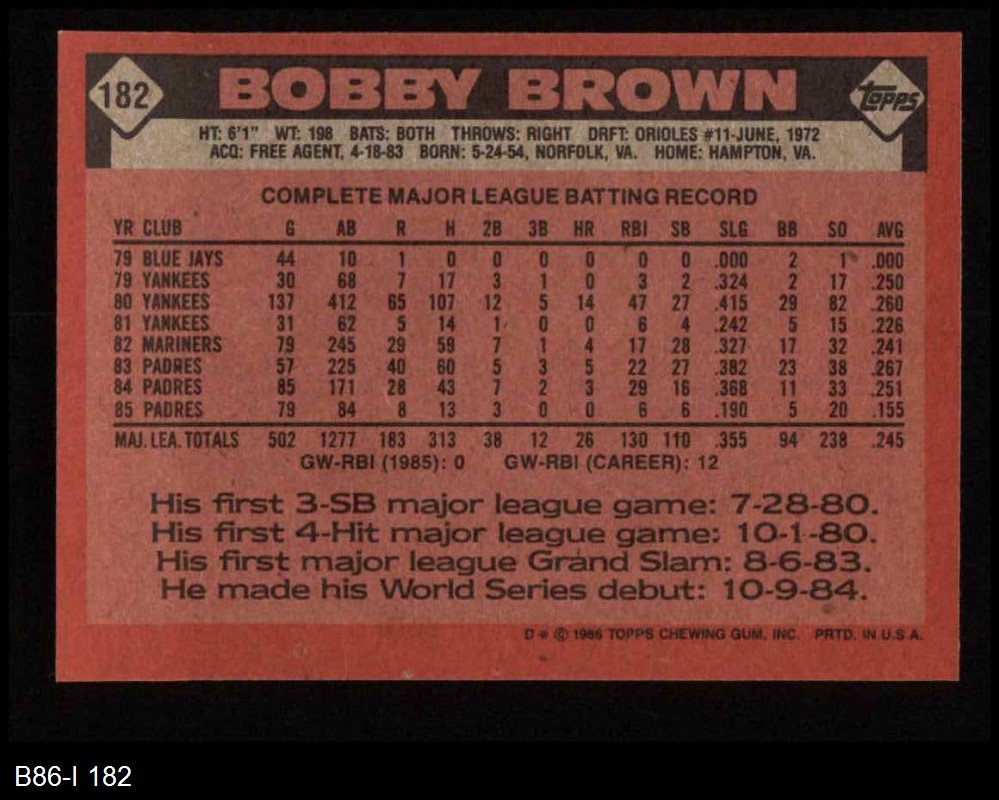 182
BOBBY BROWN
TOPPS
HT: 6'1" WT: 198 BATS: BOTH THROWS: RIGHT DRFT: ORIOLES #11-JUNE, 1972
ACQ: FREE AGENT, 4-18-83 BORN: 5-24-54, NORFOLK, VA. HOME: HAMPTON, VA.
COMPLETE MAJOR LEAGUE BATTING RECORD
YR CLUB G AB R H 2B 3B HR RBI SB SLG BB SO AVG
79 BLUE JAYS 44 10 1 0 0 0 0 0 0 .000 2 1 .000
79 YANKEES 30 68 7 17 3 1 0 3 2 .324 2 17 .250
80 YANKEES 137 412 65 107 12 5 14 47 27 .415 29 82 .260
81 YANKEES 31 62 5 14 1 0 0 6 4 .242 5 15 .226
82 MARINERS 79 245 29 59 7 1 4 17 28 .327 17 32 .241
83 PADRES 57 225 40 60 5 3 5 22 27 .382 23 38 .267
84 PADRES 85 171 28 43 7 2 3 29 16 .368 11 33 .251
85 PADRES 79 84 8 13 3 0 0 6 6 .190 5 20 .155
MAJ. LEA. TOTALS 502 1277 183 313 38 12 26 130 110 .355 94 238 .245
GW-RBI (1985): 0 GW-RBI (CAREER): 12
His first 3-SB major league game: 7-28-80.
His first 4-Hit major league game: 10-1-80.
His first major league Grand Slam: 8-6-83.
He made his World Series debut: 10-9-84.
D * © 1986 TOPPS CHEWING GUM, INC. PRTD. IN U.S.A.
B86-I 182